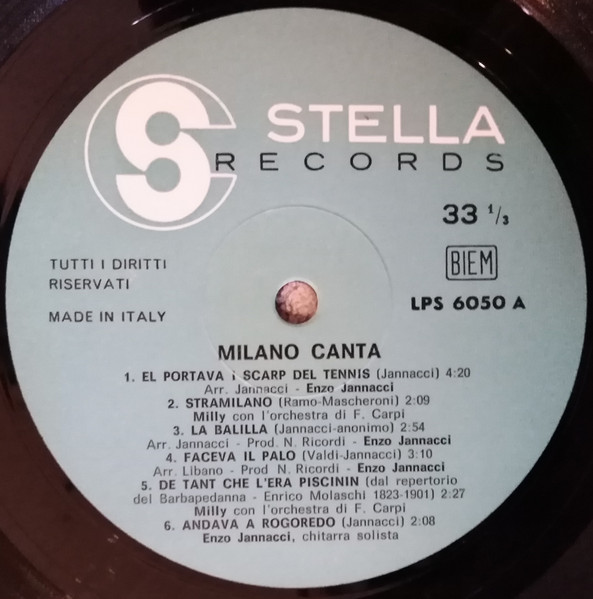 STELLA
RECORDS
33 1/3
BIEM
TUTTI I DIRITTI
RISERVATI
MADE IN ITALY
LPS 6050 A
MILANO CANTA
1. EL PORTAVA I SCARP DEL TENNIS (Jannacci) 4:20
Arr. Jannacci - Enzo Jannacci
2. STRAMILANO (Ramo-Mascheroni) 2:09
Milly con l'orchestra di F. Carpi
3. LA BALILLA (Jannacci-anonimo) 2:54
Arr. Jannacci - Prod. N. Ricordi - Enzo Jannacci
4. FACEVA IL PALO (Valdi-Jannacci) 3:10
Arr. Libano - Prod N. Ricordi - Enzo Jannacci
5. DE TANT CHE L'ERA PISCININ (dal repertorio
del Barbapedanna - Enrico Molaschi 1823-1901) 2:27
Milly con l'orchestra di F. Carpi
6. ANDAVA A ROGOREDO (Jannacci) 2:08
Enzo Jannacci, chitarra solista